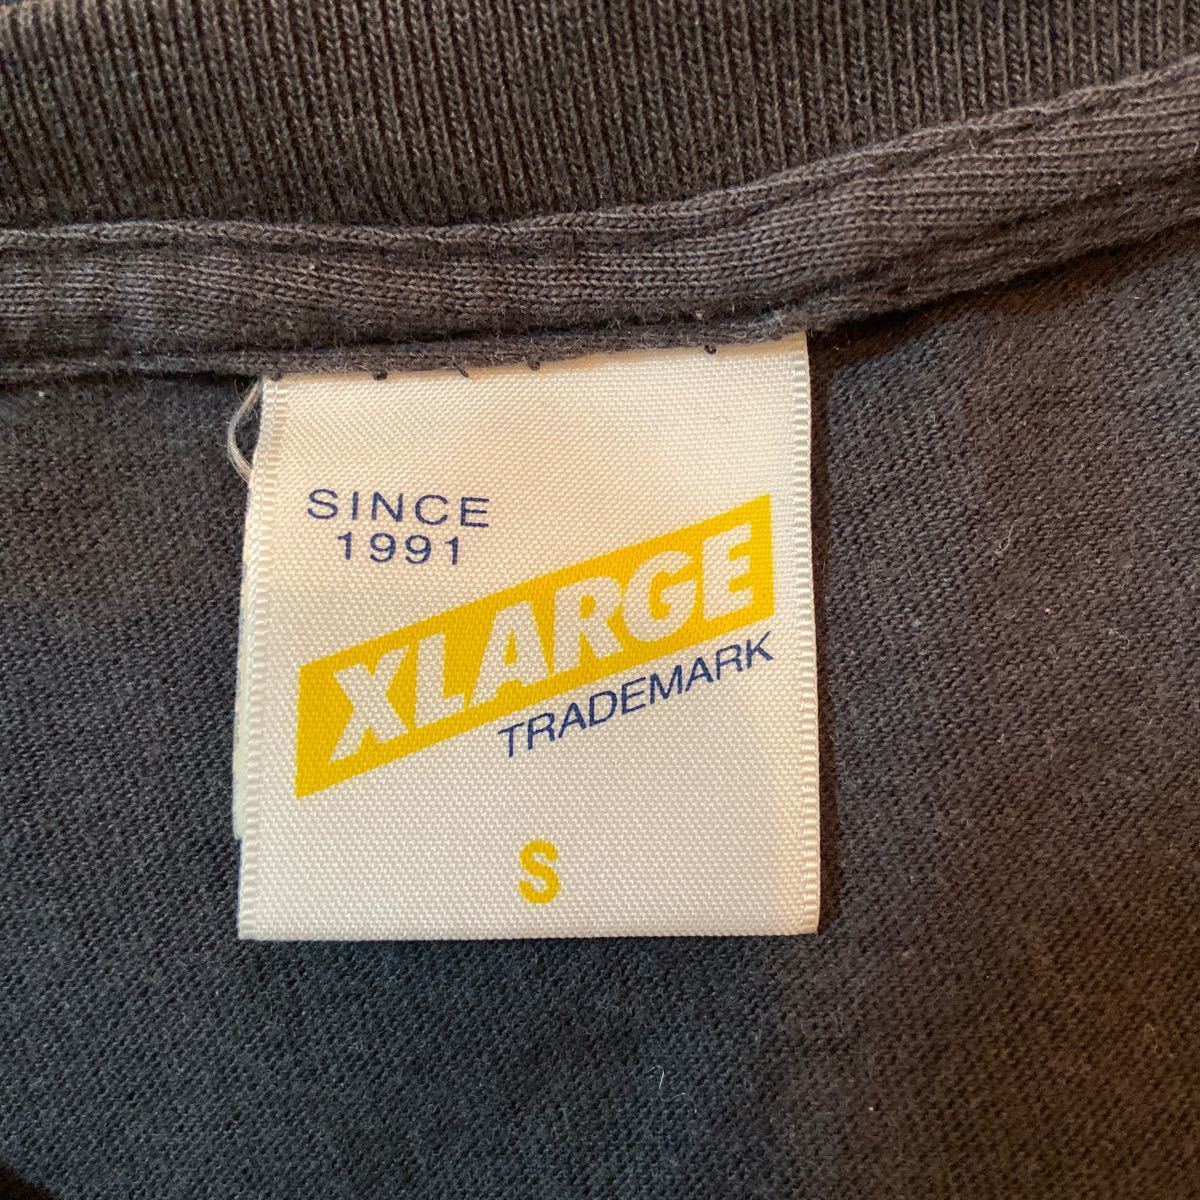 SINCE
1991
XLARGE
TRADEMARK
S